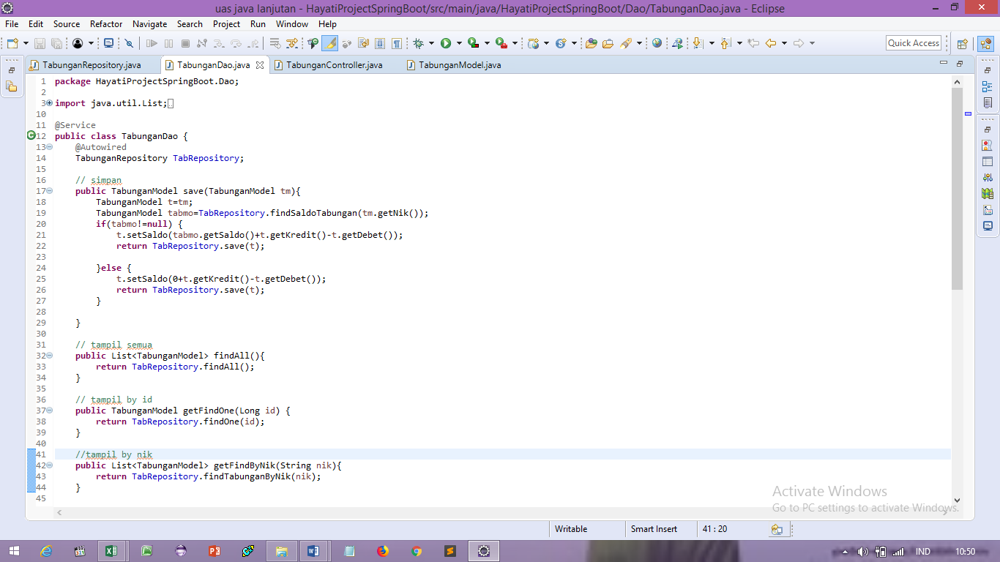 uas java lanjutan - HayatiProjectSpringBoot/src/main/java/HayatiProjectSpringBoot/Dao/TabunganDao.java - Eclipse
File Edit Source Refactor Navigate Search Project Run Window Help
Quick Access
TabunganRepository.java TabunganDao.java TabunganController.java TabunganModel.java
1 package HayatiProjectSpringBoot.Dao;
2
3 import java.util.List;
10
11 @Service
12 public class TabunganDao {
13 @Autowired
14 TabunganRepository TabRepository;
15
16 // simpan
17 public TabunganModel save(TabunganModel tm){
18 TabunganModel t=tm;
19 TabunganModel tabmo=TabRepository.findSaldoTabungan(tm.getNik());
20 if(tabmo!=null) {
21 t.setSaldo(tabmo.getSaldo()+t.getKredit()-t.getDebet());
22 return TabRepository.save(t);
23
24 }else {
25 t.setSaldo(0+t.getKredit()-t.getDebet());
26 return TabRepository.save(t);
27 }
28
29 }
30
31 // tampil semua
32 public List<TabunganModel> findAll(){
33 return TabRepository.findAll();
34 }
35
36 // tampil by id
37 public TabunganModel getFindOne(Long id) {
38 return TabRepository.findOne(id);
39 }
40
41 //tampil by nik
42 public List<TabunganModel> getFindByNik(String nik){
43 return TabRepository.findTabunganByNik(nik);
44 }
45
Activate Windows
Go to PC settings to activate Windows.
Writable Smart Insert 41 : 20
IND 10:50